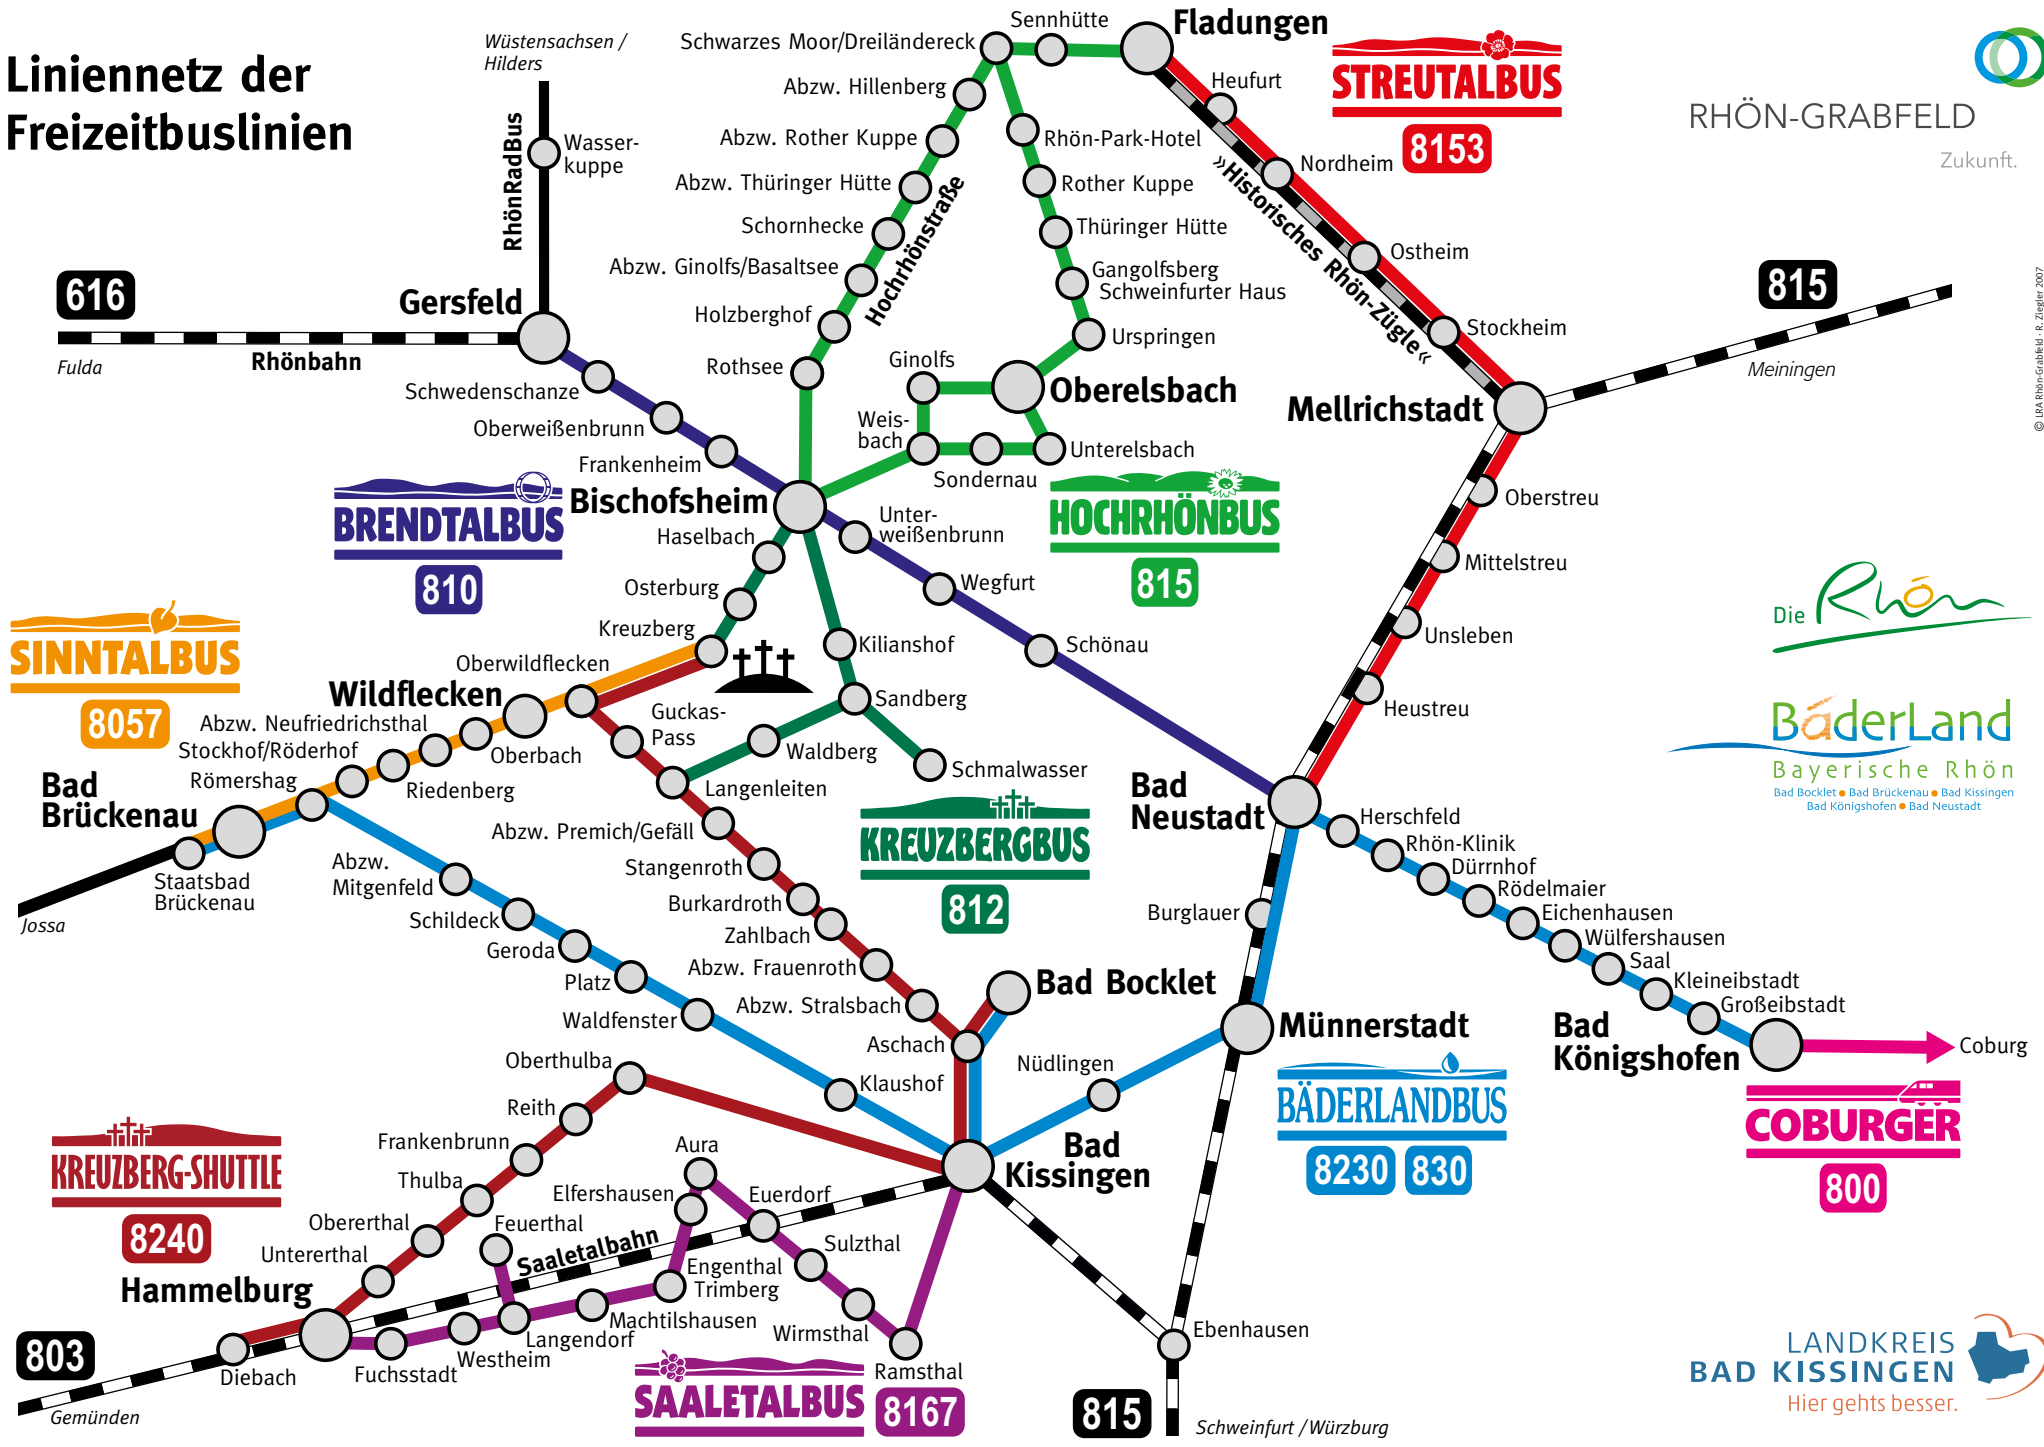 Liniennetz der
Freizeitbuslinien
Wüstensachsen /
Hilders
RhönRadBus
Wasser-
kuppe
616
Fulda
Rhönbahn
Gersfeld
Schwedenschanze
Oberweißenbrunn
Frankenheim
Bischofsheim
BRENDTALBUS
810
Sennhütte
Schwarzes Moor/Dreiländereck
Abzw. Hillenberg
Abzw. Rother Kuppe
Abzw. Thüringer Hütte
Schornhecke
Abzw. Ginolfs/Basaltsee
Holzberghof
Rothsee
Hochrhönstraße
Fladungen
Rhön-Park-Hotel
Rother Kuppe
Thüringer Hütte
Gangolfsberg
Schweinfurter Haus
Urspringen
Ginolfs
Oberelsbach
Weis-
bach
Sondernau
Unterelsbach
HOCHRHÖNBUS
815
Heufurt
Nordheim
Ostheim
Stockheim
»Historisches Rhön-Zügle«
STREUTALBUS
8153
RHÖN-GRABFELD
Zukunft.
815
Meiningen
© LRA Rhön-Grabfeld · R. Ziegler 2007
Mellrichstadt
Oberstreu
Mittelstreu
Unsleben
Heustreu
Bad
Neustadt
Unter-
weißenbrunn
Wegfurt
Schönau
Haselbach
Osterburg
Kreuzberg
Kilianshof
Sandberg
Waldberg
Schmalwasser
KREUZBERGBUS
812
SINNTALBUS
8057
Oberwildflecken
Wildflecken
Oberbach
Abzw. Neufriedrichsthal
Riedenberg
Stockhof/Röderhof
Römershag
Bad
Brückenau
Staatsbad
Brückenau
Jossa
Guckas-
Pass
Langenleiten
Abzw. Premich/Gefäll
Stangenroth
Burkardroth
Zahlbach
Abzw. Frauenroth
Abzw. Stralsbach
Aschach
Bad Bocklet
Abzw.
Mitgenfeld
Schildeck
Geroda
Platz
Waldfenster
Klaushof
Die Rhön
BäderLand
Bayerische Rhön
Bad Bocklet ● Bad Brückenau ● Bad Kissingen
Bad Königshofen ● Bad Neustadt
Herschfeld
Rhön-Klinik
Dürrnhof
Rödelmaier
Eichenhausen
Wülfershausen
Saal
Kleineibstadt
Großeibstadt
Bad
Königshofen
Coburg
COBURGER
800
Burglauer
Münnerstadt
Nüdlingen
BÄDERLANDBUS
8230
830
Bad
Kissingen
Oberthulba
Reith
Frankenbrunn
Thulba
Obererthal
Untererthal
KREUZBERG-SHUTTLE
8240
Hammelburg
803
Gemünden
Diebach
Fuchsstadt
Westheim
Feuerthal
Langendorf
Machtilshausen
Engenthal
Trimberg
Elfershausen
Aura
Euerdorf
Sulzthal
Wirmsthal
Ramsthal
Saaletalbahn
SAALETALBUS
8167
Ebenhausen
815
Schweinfurt / Würzburg
LANDKREIS
BAD KISSINGEN
Hier gehts besser.